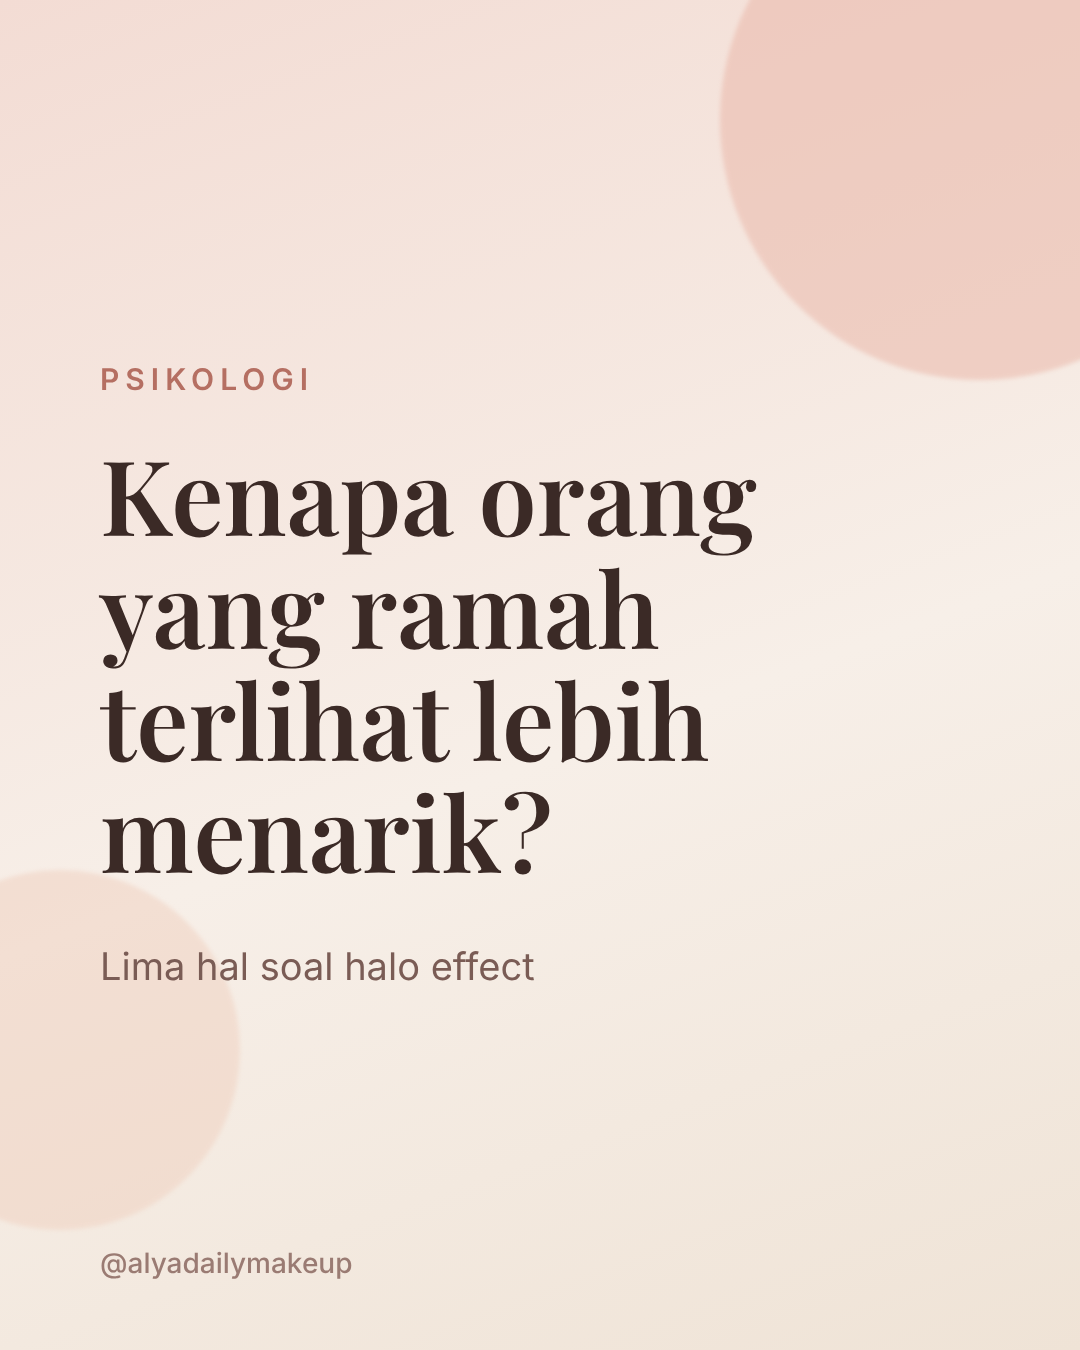 PSIKOLOGI
Kenapa orang
yang ramah
terlihat lebih
menarik?
Lima hal soal halo effect
@alyadailymakeup